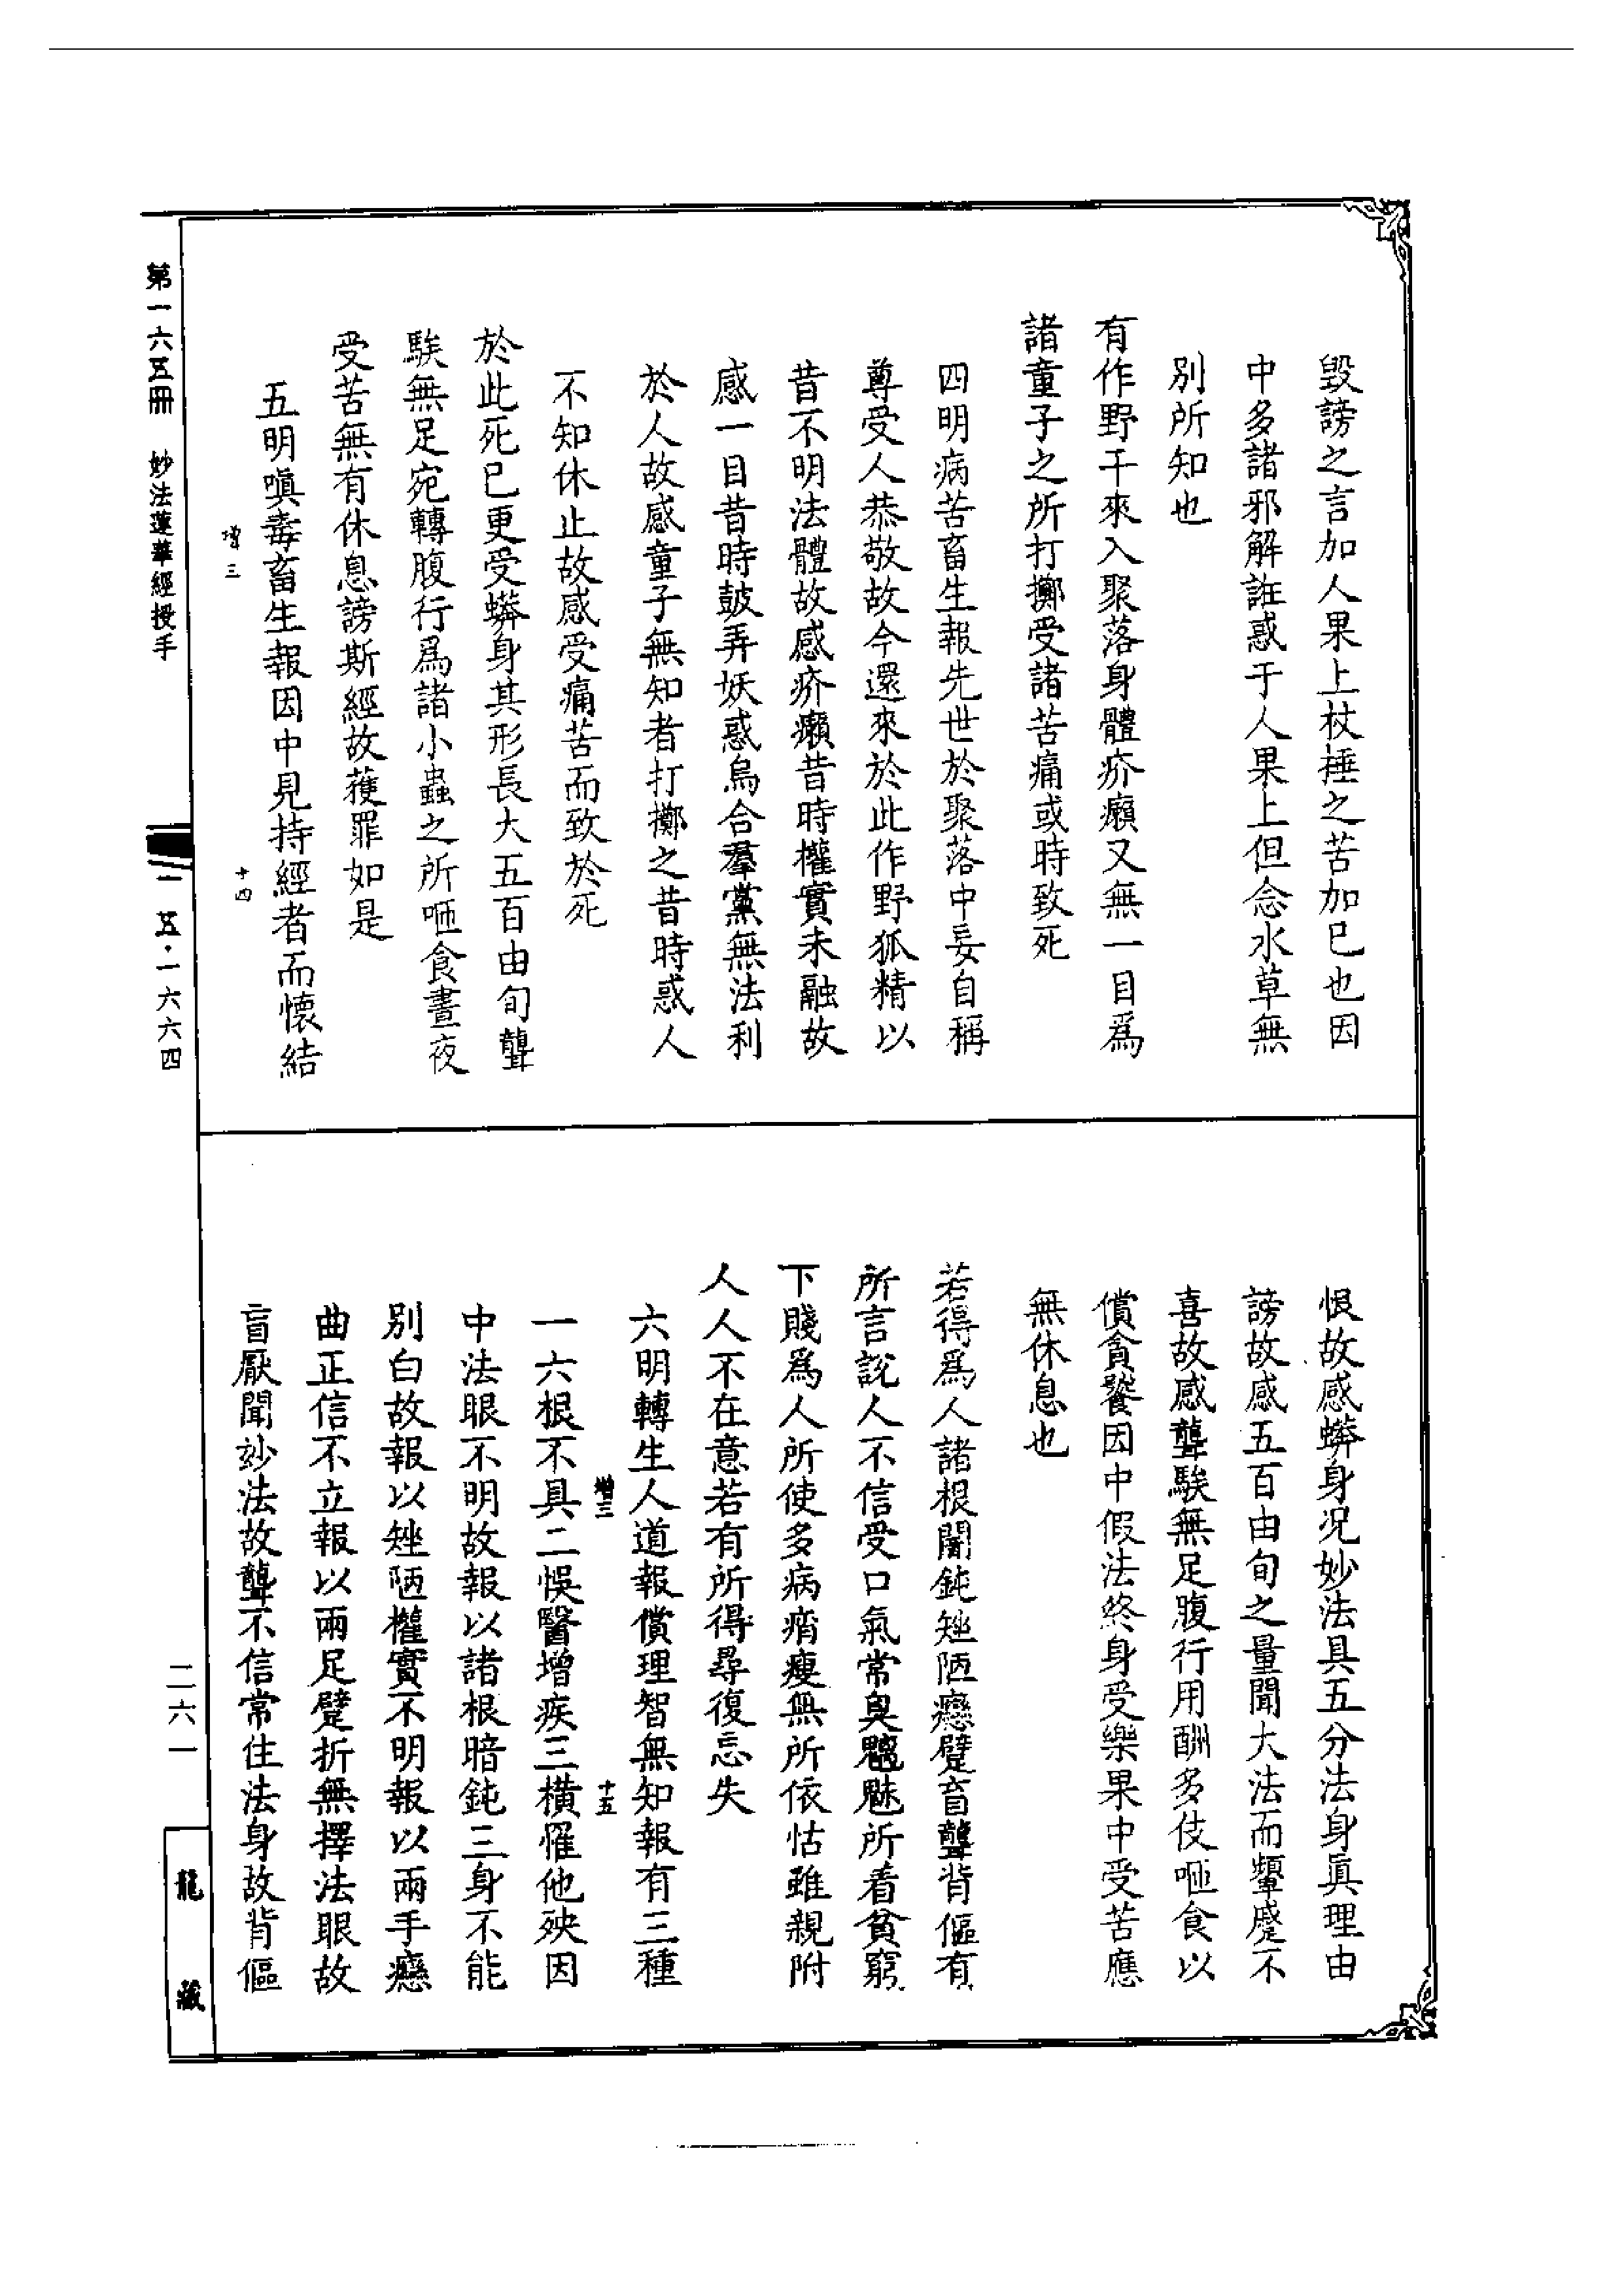 毀謗之言加人果上杖捶之苦加已也因
中多諸邪解誑惑于人果上但念水草無
別所知也
有作野干來入聚落身體疥癩又無一目爲
諸童子之所打擲受諸苦痛或時致死
四明病苦畜生報先世於聚落中妄自稱
尊受人恭敬故今還來於此作野狐精以
昔不明法體故感疥癩昔時權實未融故
感一目昔時鼓弄妖惑烏合羣黨無法利
於人故感童子無知者打擲之昔時惑人
不知休止故感受痛苦而致於死
於此死已更受蟒身其形長大五百由旬聾
騃無足宛轉腹行爲諸小蟲之所咂食晝夜
受苦無有休息謗斯經故獲罪如是
五明嗔毒畜生報因中見持經者而懷結
增三
十四
恨故感蟒身况妙法具五分法身眞理由
謗故感五百由旬之量聞大法而顰蹙不
喜故感聾騃無足腹行用酬多伎咂食以
償貪饕因中假法終身受樂果中受苦應
無休息也
若得爲人諸根闇鈍矬陋癵躄盲聾背傴有
所言說人不信受口氣常臭魍魅所看貧窮
下賤爲人所使多病痟瘦無所依怙雖親附
人人不在意若有所得尋復忘失
六明轉生人道報償理智無知報有三種
增三
十五
一六根不具二悞醫增疾三橫罹他殃因
中法眼不明故報以諸根暗鈍三身不能
別白故報以矬陋權實不明報以兩手癵
曲正信不立報以兩足躄折無擇法眼故
盲厭聞妙法故聾不信常住法身故背傴
第一六五冊
妙法蓮華經授手
一五·一六六四
二六一
龍藏